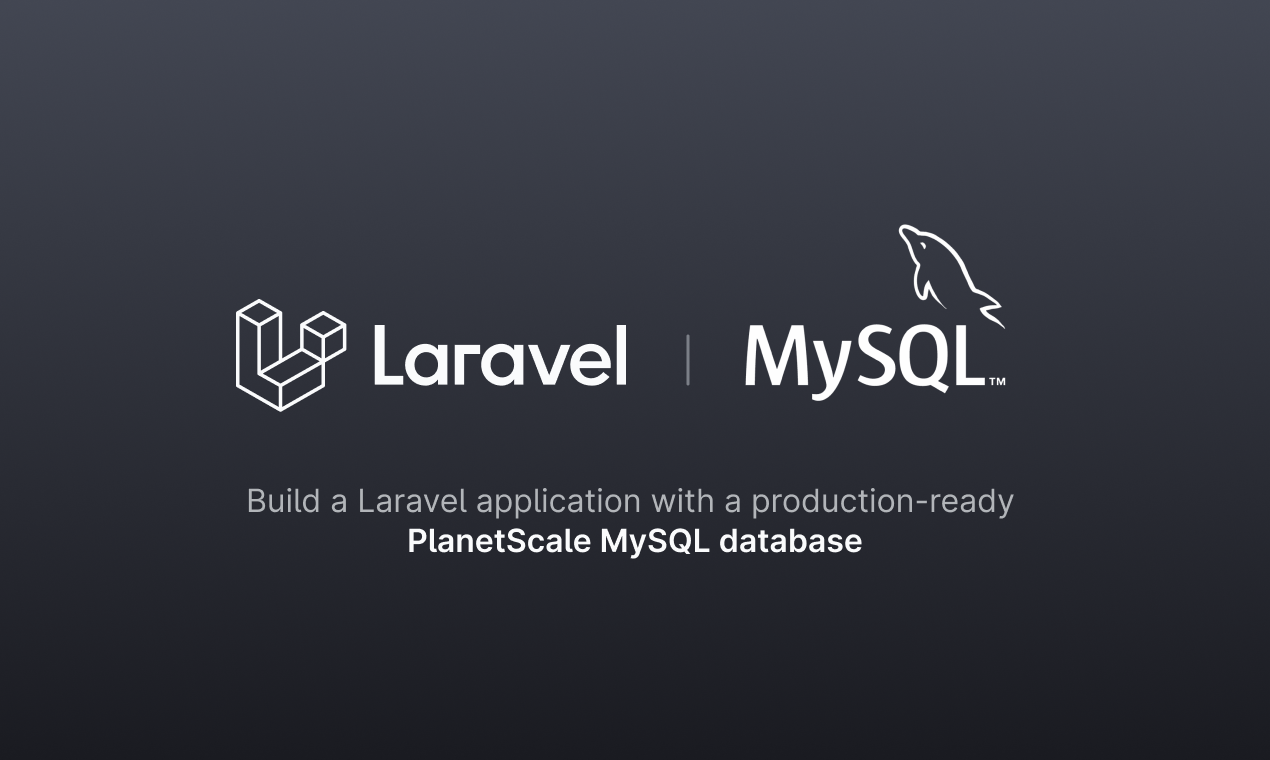 Laravel | MySQL™
Build a Laravel application with a production-ready
PlanetScale MySQL database